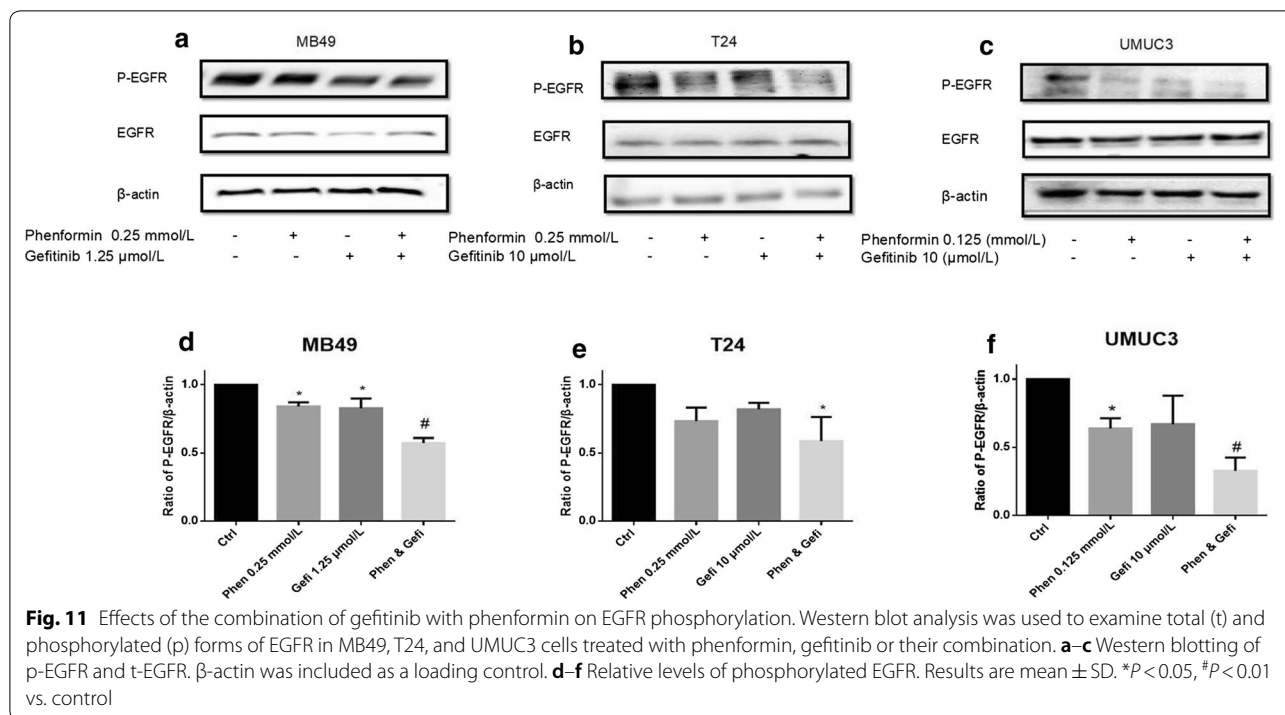 a MB49
P-EGFR
EGFR
β-actin
Phenformin 0.25 mmol/L - + - +
Gefitinib 1.25 µmol/L - - + +
b T24
P-EGFR
EGFR
β-actin
Phenformin 0.25 mmol/L - + - +
Gefitinib 10 µmol/L - - + +
c UMUC3
P-EGFR
EGFR
β-actin
Phenformin 0.125 (mmol/L) - + - +
Gefitinib 10 (µmol/L) - - + +
d MB49
Ratio of P-EGFR/β-actin
1.0
0.5
0.0
* * #
Ctrl
Phen 0.25 mmol/L
Gefi 1.25 µmol/L
Phen & Gefi
e T24
Ratio of P-EGFR/β-actin
1.0
0.5
0.0
*
Ctrl
Phen 0.25 mmol/L
Gefi 10 µmol/L
Phen & Gefi
f UMUC3
Ratio of P-EGFR/β-actin
1.0
0.5
0.0
* #
Ctrl
Phen 0.125 mmol/L
Gefi 10 µmol/L
Phen & Gefi
Fig. 11 Effects of the combination of gefitinib with phenformin on EGFR phosphorylation. Western blot analysis was used to examine total (t) and
phosphorylated (p) forms of EGFR in MB49, T24, and UMUC3 cells treated with phenformin, gefitinib or their combination. a–c Western blotting of
p-EGFR and t-EGFR. β-actin was included as a loading control. d–f Relative levels of phosphorylated EGFR. Results are mean ± SD. *P < 0.05, #P < 0.01
vs. control